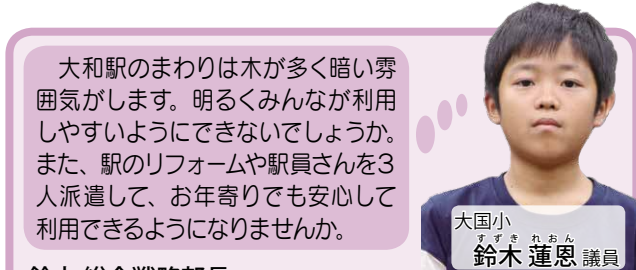 大和駅のまわりは木が多く暗い雰
囲気がします。明るくみんなが利用
しやすいようにできないでしょうか。
また、駅のリフォームや駅員さんを3
人派遣して、お年寄りでも安心して
利用できるようになりませんか。
大国小
すずき れおん
鈴木 蓮恩 議員